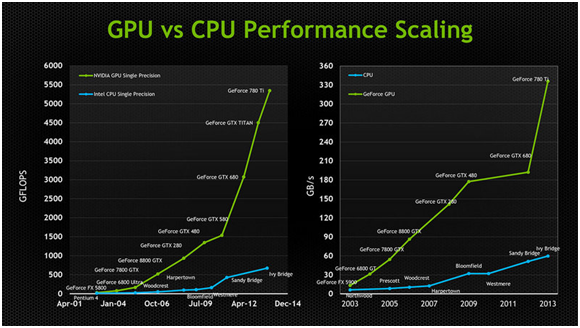 GPU vs CPU Performance Scaling
6000
5500
5000
4500
4000
3500
3000
2500
2000
1500
1000
500
0
GFLOPS
NVIDIA GPU Single Precision
Intel CPU Single Precision
GeForce 780 Ti
GeForce GTX TITAN
GeForce GTX 680
GeForce GTX 580
GeForce GTX 480
GeForce GTX 280
GeForce 8800 GTX
GeForce 7800 GTX
GeForce 6800 Ultra
GeForce FX 5800
Pentium 4
Woodcrest
Harpertown
Bloomfield
Westmere
Sandy Bridge
Ivy Bridge
Apr-01 Jan-04 Oct-06 Jul-09 Apr-12 Dec-14
360
330
300
270
240
210
180
150
120
90
60
30
0
GB/s
CPU
GeForce GPU
GeForce 780 Ti
GeForce GTX 680
GeForce GTX 480
GeForce GTX 280
GeForce 8800 GTX
GeForce 7800 GTX
GeForce 6800 GT
GeForce FX 5900
Northwood
Prescott
Woodcrest
Harpertown
Bloomfield
Westmere
Sandy Bridge
Ivy Bridge
2003 2005 2007 2009 2011 2013